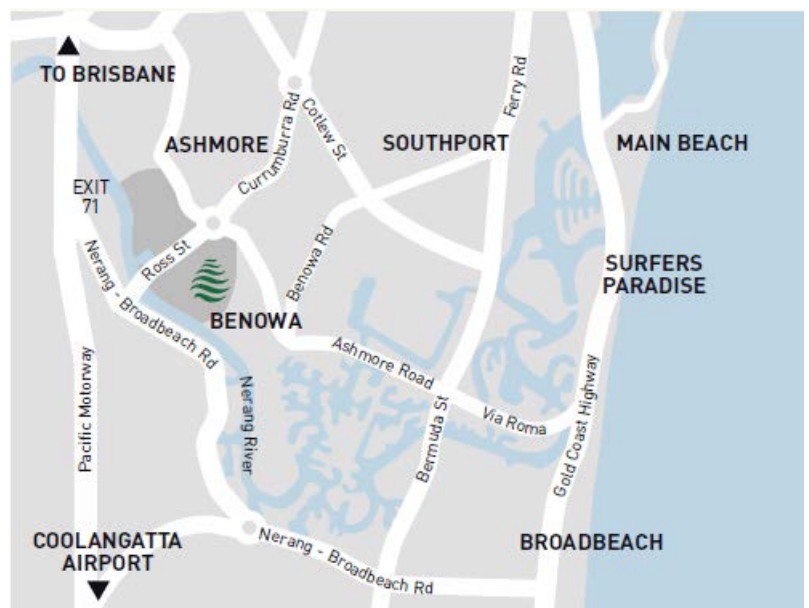 TO BRISBANE
ASHMORE
SOUTHPORT
MAIN BEACH
Currumburra Rd
Cotlew St
Ferry Rd
EXIT
71
Ross St
Benowa Rd
Nerang - Broadbeach Rd
BENOWA
SURFERS
PARADISE
Ashmore Road
Via Roma
Pacific Motorway
Nerang River
Bermuda St
Gold Coast Highway
COOLANGATTA
AIRPORT
Nerang - Broadbeach Rd
BROADBEACH